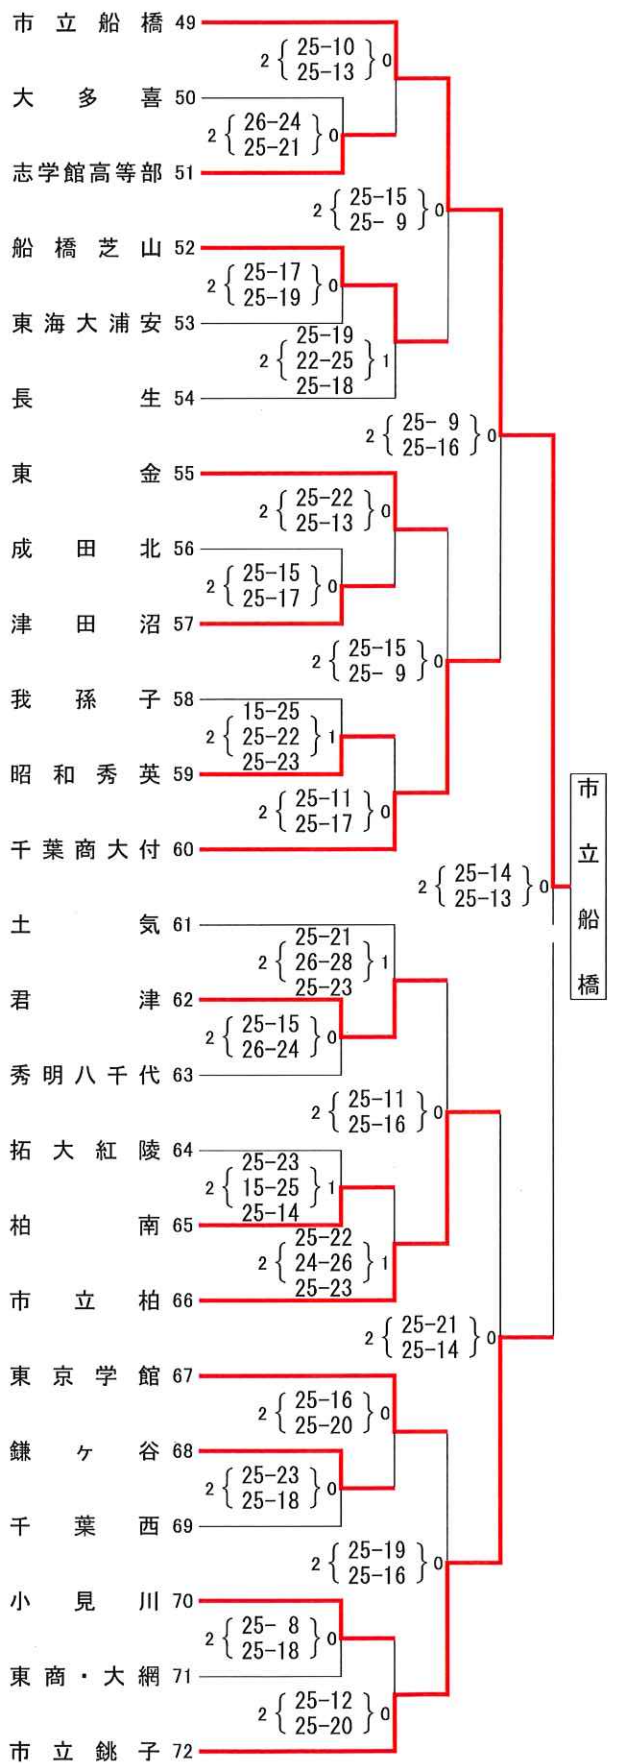 市立船橋 49
2 { 25-10 25-13 } 0
大多喜 50
2 { 26-24 25-21 } 0
志学館高等部 51
2 { 25-15 25- 9 } 0
船橋芝山 52
2 { 25-17 25-19 } 0
東海大浦安 53
2 { 25-19 22-25 25-18 } 1
長生 54
2 { 25- 9 25-16 } 0
東金 55
2 { 25-22 25-13 } 0
成田北 56
2 { 25-15 25-17 } 0
津田沼 57
2 { 25-15 25- 9 } 0
我孫子 58
2 { 15-25 25-22 25-23 } 1
昭和秀英 59
2 { 25-11 25-17 } 0
千葉商大付 60
2 { 25-14 25-13 } 0
市立船橋
土気 61
2 { 25-21 26-28 25-23 } 1
君津 62
2 { 25-15 26-24 } 0
秀明八千代 63
2 { 25-11 25-16 } 0
拓大紅陵 64
2 { 25-23 15-25 25-14 } 1
柏南 65
2 { 25-22 24-26 25-23 } 1
市立柏 66
2 { 25-21 25-14 } 0
東京学館 67
2 { 25-16 25-20 } 0
鎌ヶ谷 68
2 { 25-23 25-18 } 0
千葉西 69
2 { 25-19 25-16 } 0
小見川 70
2 { 25- 8 25-18 } 0
東商・大網 71
2 { 25-12 25-20 } 0
市立銚子 72